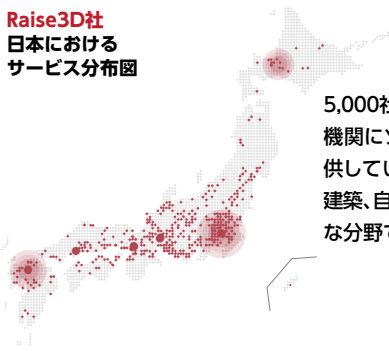 Raise3D社
日本における
サービス分布図
5,000社
機関に
供してい
建築、自
な分野で